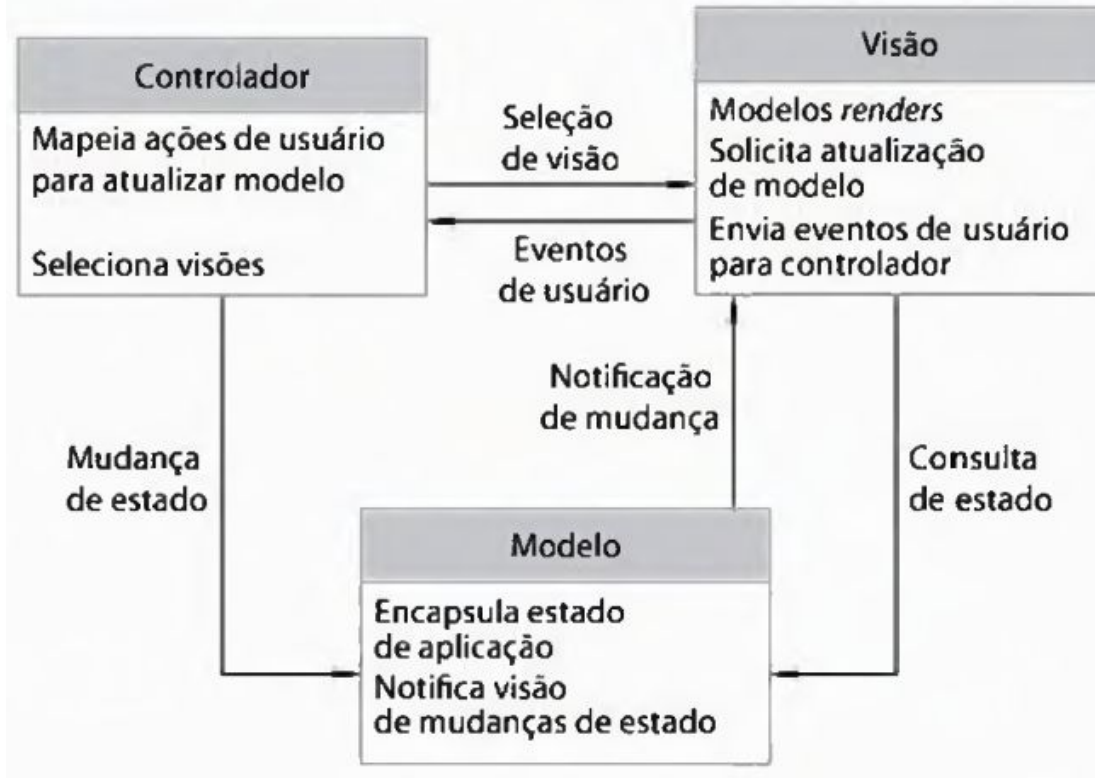 Controlador
Mapeia ações de usuário
para atualizar modelo
Seleciona visões
Seleção
de visão
Eventos
de usuário
Visão
Modelos renders
Solicita atualização
de modelo
Envia eventos de usuário
para controlador
Notificação
de mudança
Mudança
de estado
Consulta
de estado
Modelo
Encapsula estado
de aplicação
Notifica visão
de mudanças de estado